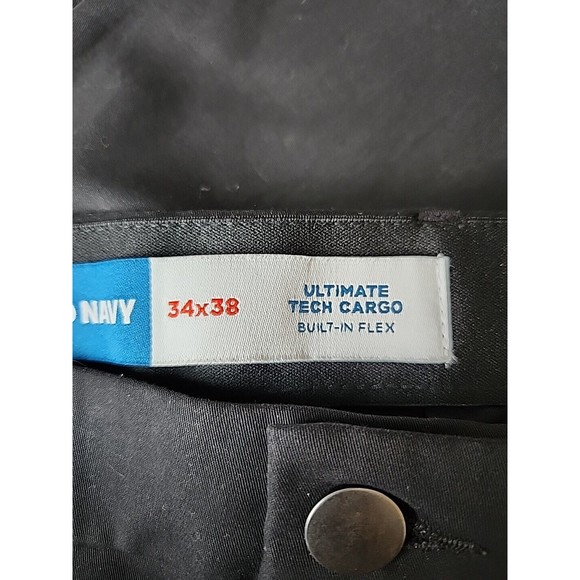 NAVY
34x38
ULTIMATE
TECH CARGO
BUILT-IN FLEX